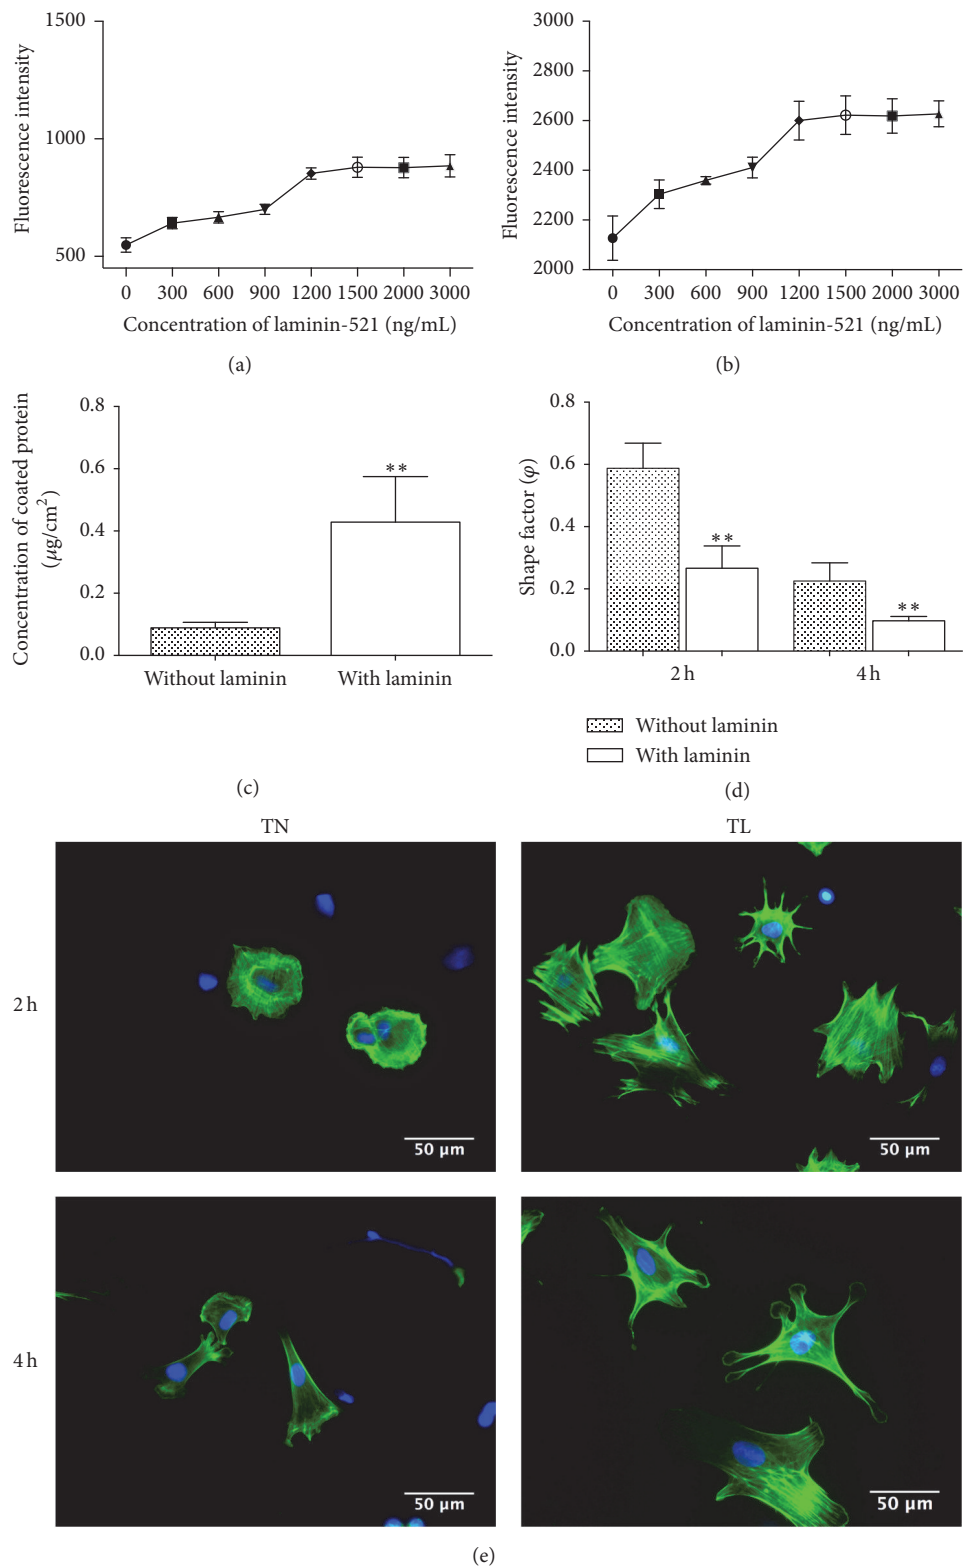 1500
1000
500
Fluorescence intensity
0 300 600 900 1200 1500 2000 3000
Concentration of laminin-521 (ng/mL)
(a)
3000
2800
2600
2400
2200
2000
Fluorescence intensity
0 300 600 900 1200 1500 2000 3000
Concentration of laminin-521 (ng/mL)
(b)
0.8
0.6
0.4
0.2
0.0
Concentration of coated protein
(μg/cm²)
**
Without laminin With laminin
(c)
0.8
0.6
0.4
0.2
0.0
Shape factor (φ)
**
**
2 h 4 h
Without laminin
With laminin
(d)
TN TL
2 h
50 μm
50 μm
4 h
50 μm
50 μm
(e)